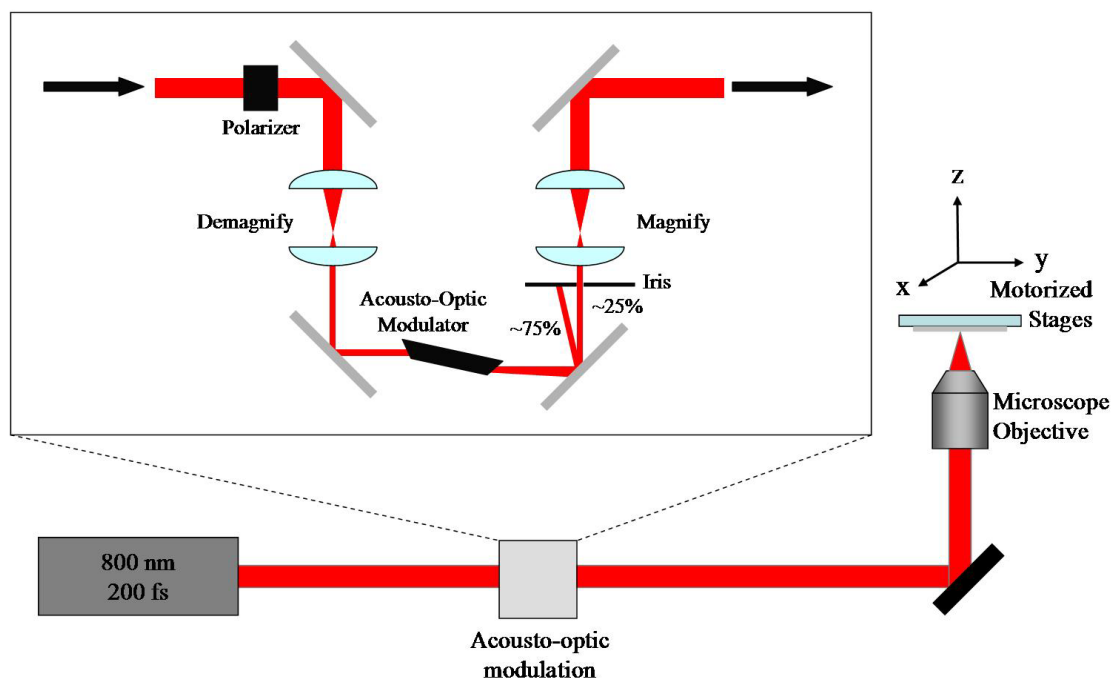 Polarizer
Demagnify
Magnify
Iris
Acousto-Optic
Modulator
~75%
~25%
z
y
x
Motorized
Stages
Microscope
Objective
800 nm
200 fs
Acousto-optic
modulation